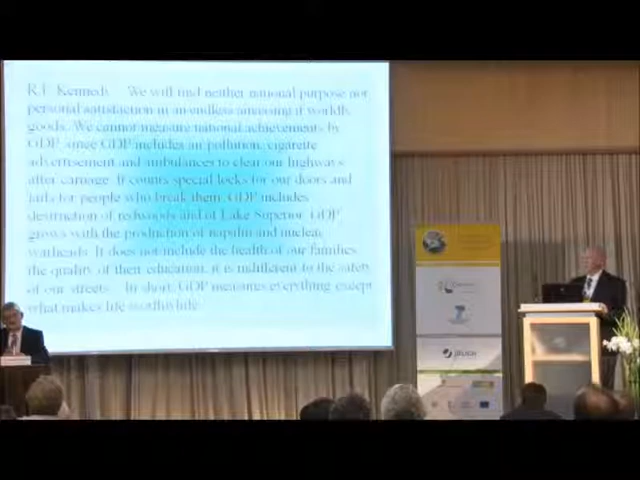 R.F. Kennedy We will find neither national purpose nor
personal satisfaction in an endless amassing if worldly
goods. We cannot measure national achievements by
GDP, since GDP includes air pollution, cigarette
advertisement and ambulances to clear our highways
after carnage. It counts special locks for our doors and
jails for people who break them. GDP includes
destruction of redwoods and of Lake Superior. GDP
grows with the production of napalm and nuclear
warheads. It does not include the health of our families
the quality of their education, it is indifferent to the safety
of our streets. In short, GDP measures everything except
what makes life worthwhile.